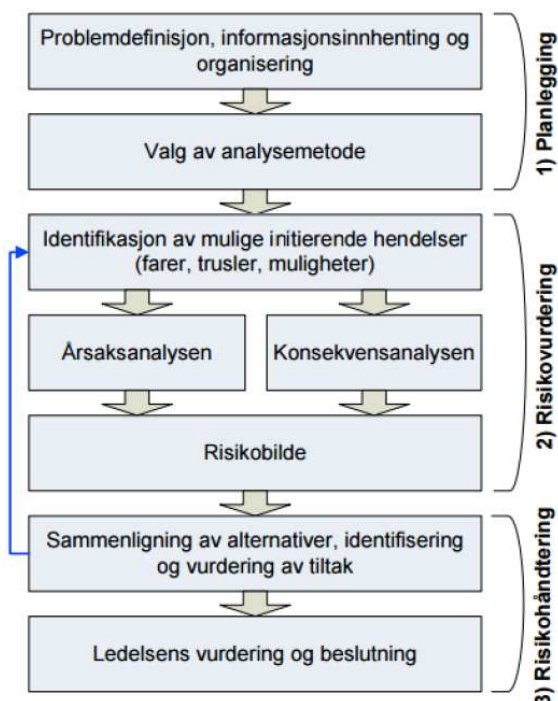 Problemdefinisjon, informasjonsinnhenting og
organisering
Valg av analysemetode
1) Planlegging
Identifikasjon av mulige initierende hendelser
(farer, trusler, muligheter)
Årsaksanalysen
Konsekvensanalysen
Risikobilde
2) Risikovurdering
Sammenligning av alternativer, identifisering
og vurdering av tiltak
Ledelsens vurdering og beslutning
3) Risikohåndtering